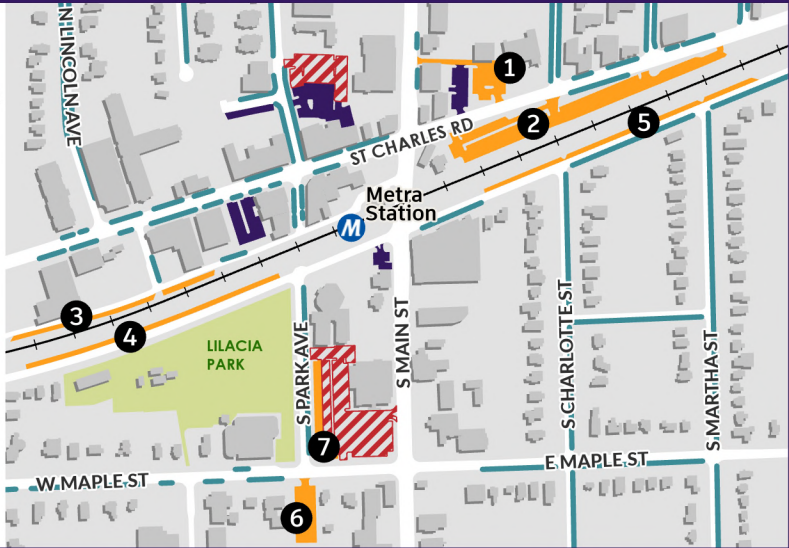 N LINCOLN AVE
1
2
5
ST CHARLES RD
Metra
Station
M
3
4
LILACIA
PARK
S PARK AVE
S MAIN ST
S CHARLOTTE ST
S MARTHA ST
7
W MAPLE ST
E MAPLE ST
6